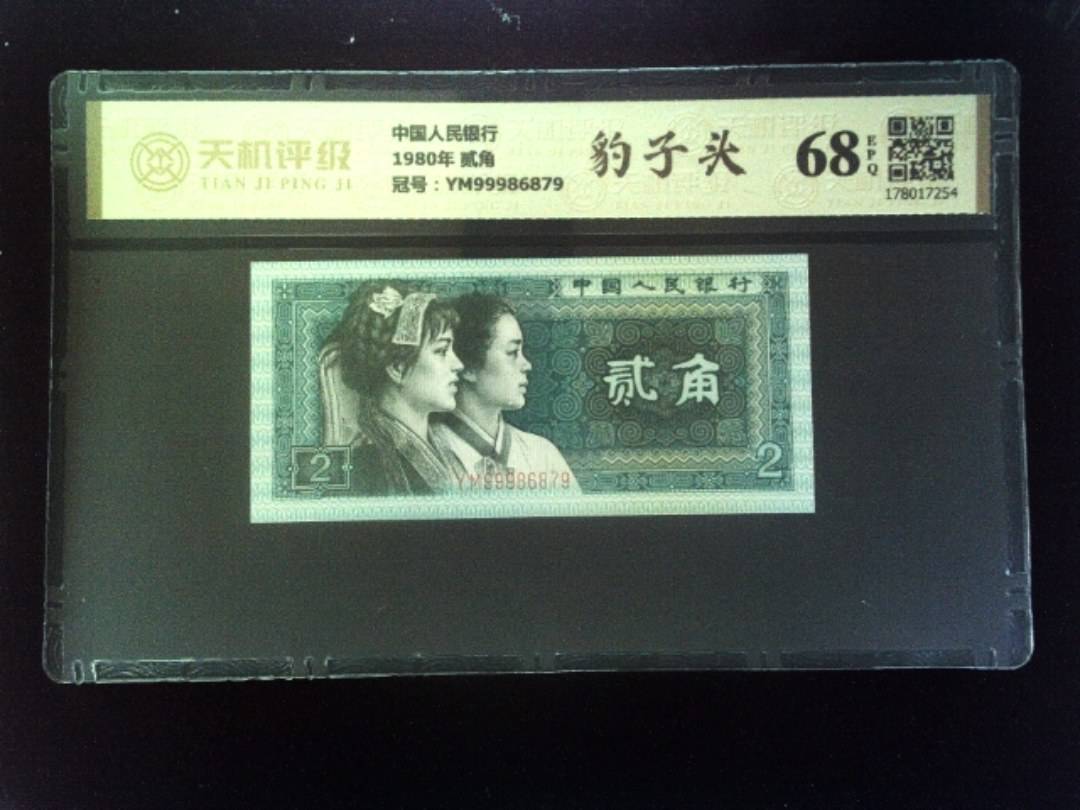 天机评级
TIAN JI PING JI
中国人民银行
1980年 贰角
冠号：YM99986879
豹子头
68
EPQ
178017254
中国人民银行
贰角
2
2
YM99986879